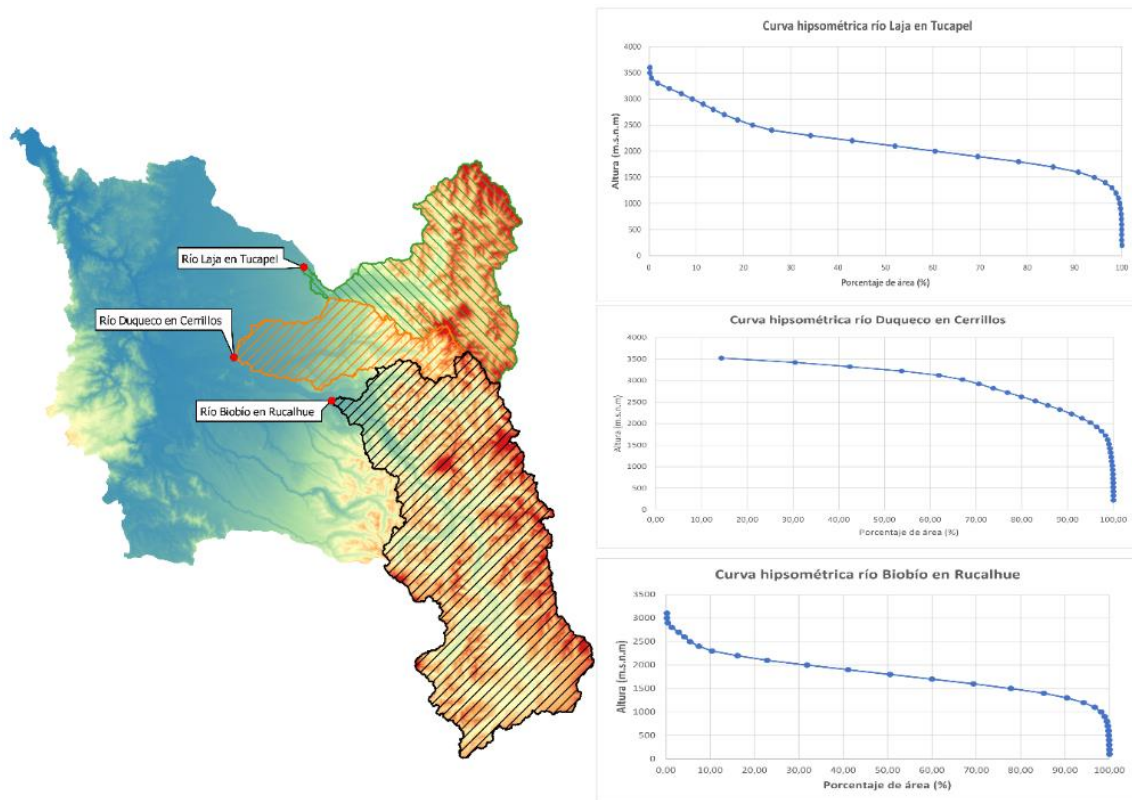 Río Laja en Tucapel
Río Duqueco en Cerrillos
Río Biobío en Rucalhue
Curva hipsométrica río Laja en Tucapel
Altura (m.s.n.m)
4000
3500
3000
2500
2000
1500
1000
500
0
0 10 20 30 40 50 60 70 80 90 100
Porcentaje de área (%)
Curva hipsométrica río Duqueco en Cerrillos
Altura (m.s.n.m)
4000
3500
3000
2500
2000
1500
1000
500
0
0,00 10,00 20,00 30,00 40,00 50,00 60,00 70,00 80,00 90,00 100,00
Porcentaje de área (%)
Curva hipsométrica río Biobío en Rucalhue
Altura (m.s.n.m)
3500
3000
2500
2000
1500
1000
500
0
0,00 10,00 20,00 30,00 40,00 50,00 60,00 70,00 80,00 90,00 100,00
Porcentaje de área (%)